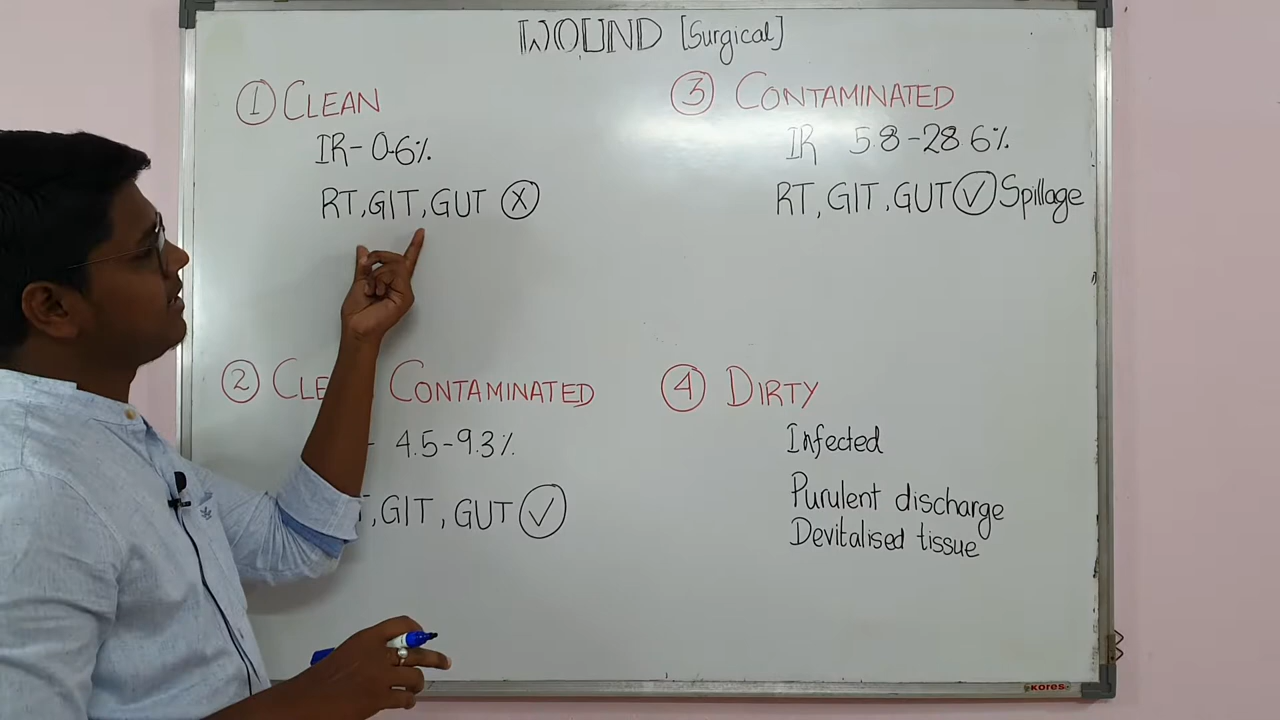 WOUND [Surgical]
① CLEAN
IR- 0-6%
RT, GIT, GUT Ⓧ
② CLE CONTAMINATED
- 4.5-9.3%
, GIT, GUT ✓
③ CONTAMINATED
IR 5.8-28.6%
RT, GIT, GUT ✓ Spillage
④ DIRTY
Infected
Purulent discharge
Devitalised tissue
KORES